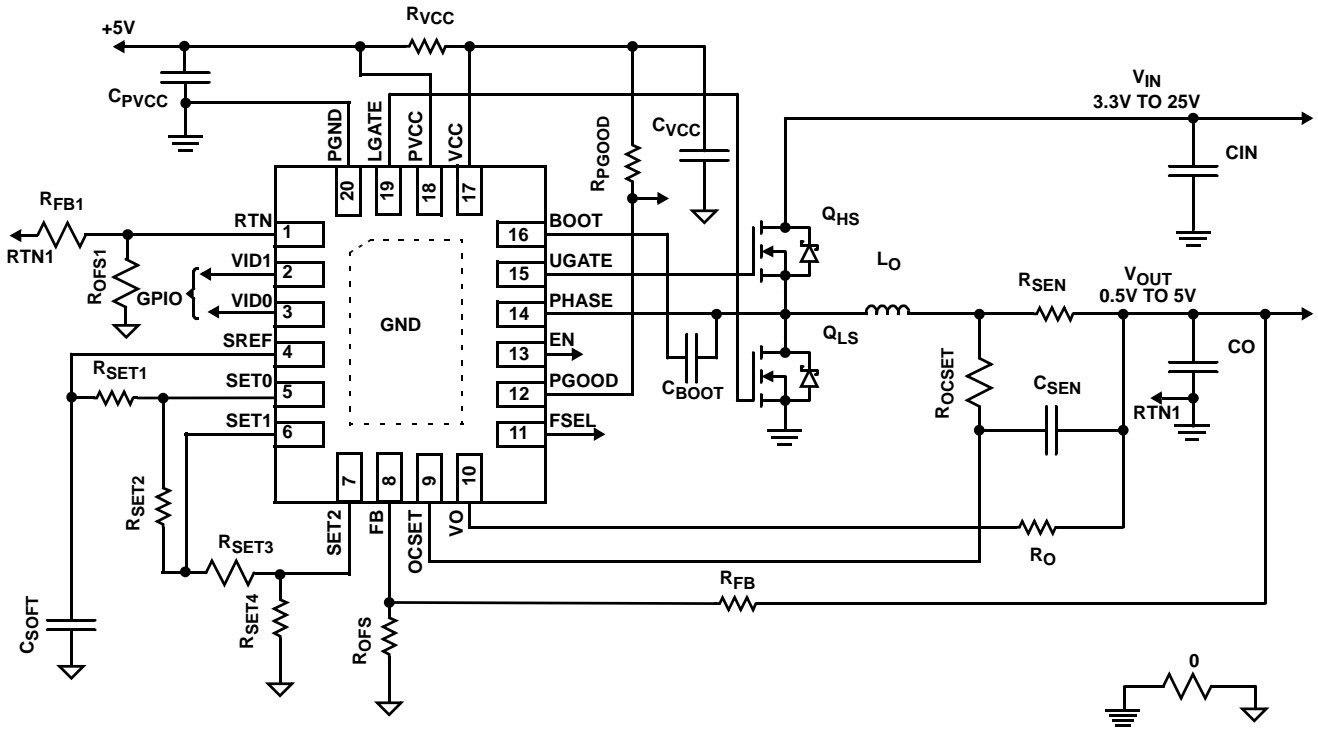 +5V
RVCC
CPVCC
PGND
LGATE
PVCC
VCC
RPGOOD
CVCC
VIN
3.3V TO 25V
CIN
20
19
18
17
RFB1
RTN1
ROFS1
RTN
1
VID1
2
GPIO
VID0
3
SREF
4
RSET1
SET0
5
SET1
6
GND
16
BOOT
15
UGATE
14
PHASE
13
EN
12
PGOOD
11
FSEL
QHS
QLS
CBOOT
LO
RSEN
VOUT
0.5V TO 5V
CO
RTN1
ROCSET
CSEN
7
8
9
10
SET2
FB
OCSET
VO
RSET2
RSET3
RSET4
CSOFT
ROFS
RO
RFB
0